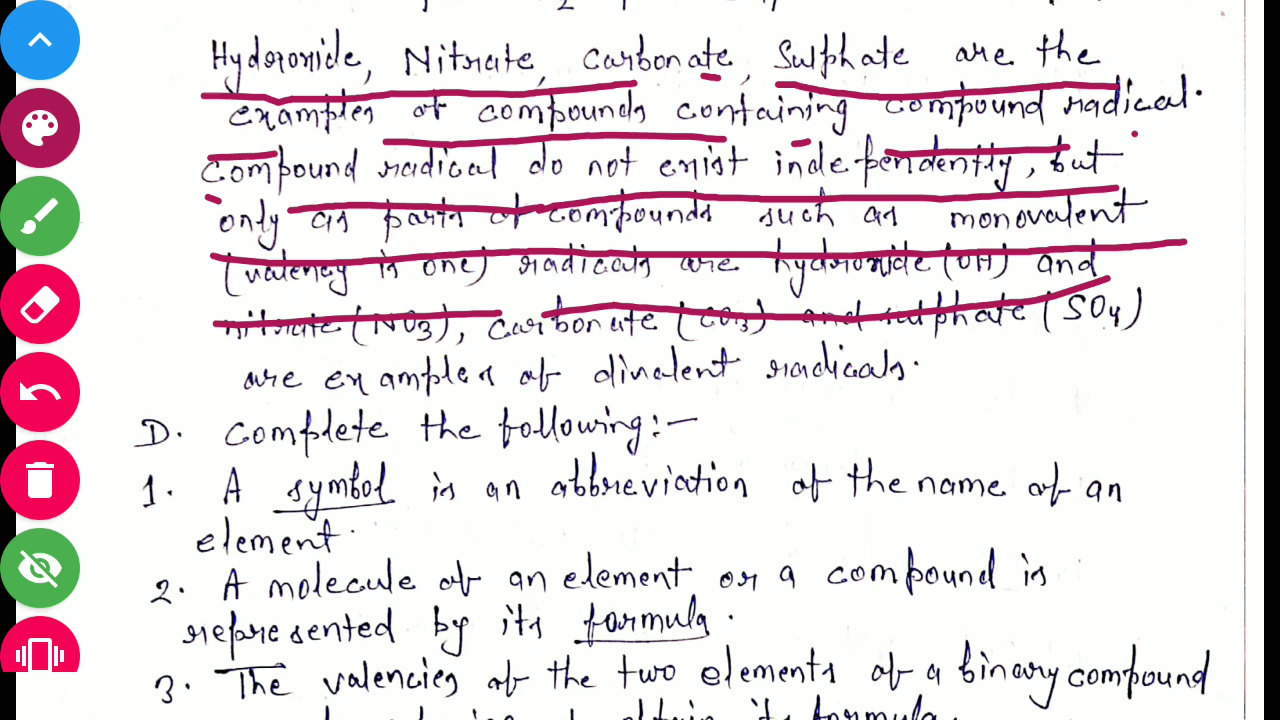 Hydroxide, Nitrate, Carbonate, Sulphate are the
examples of compounds containing compound radical.
compound radical do not exist independently, but
only as parts of compounds such as monovalent
(valency is one) radicals are hydroxide (OH) and
nitrate (NO3), carbonate (CO3) and sulphate (SO4)
are examples of divalent radicals.
D. Complete the following:-
1. A symbol is an abbreviation of the name of an
element.
2. A molecule of an element or a compound is
represented by its formula.
3. The valencies of the two elements of a binary compound
obtain its formula.